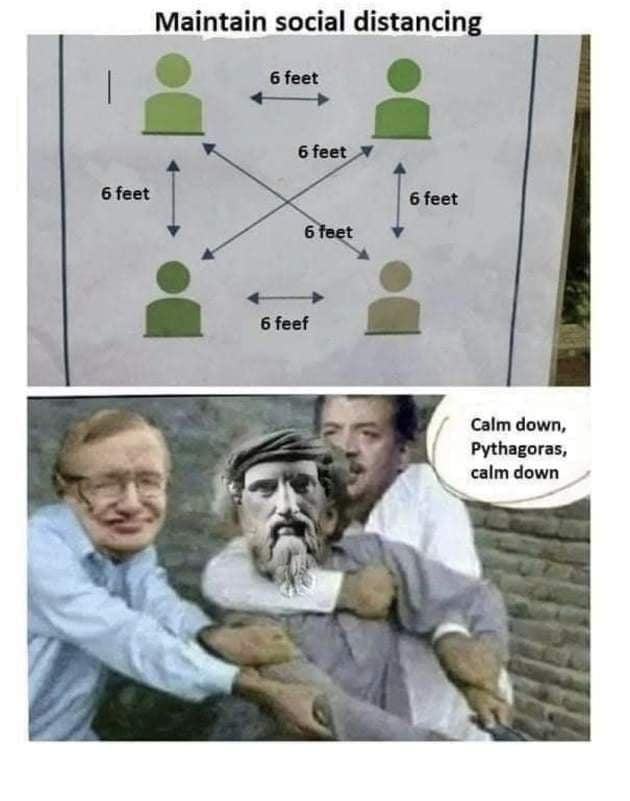 Maintain social distancing
6 feet
6 feet
6 feet
6 feet
6 feet
6 feef
Calm down,
Pythagoras,
calm down